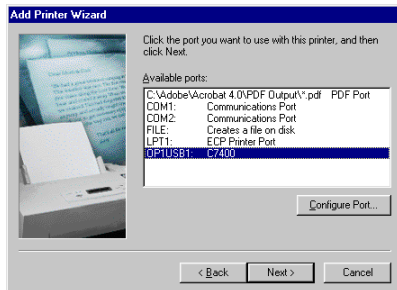 Add Printer Wizard
Click the port you want to use with this printer, and then
click Next.
Available ports:
C:\Adobe\Acrobat 4.0\PDF Output\*.pdf PDF Port
COM1: Communications Port
COM2: Communications Port
FILE: Creates a file on disk
LPT1: ECP Printer Port
OP1USB1: C7400
Configure Port...
< Back
Next >
Cancel